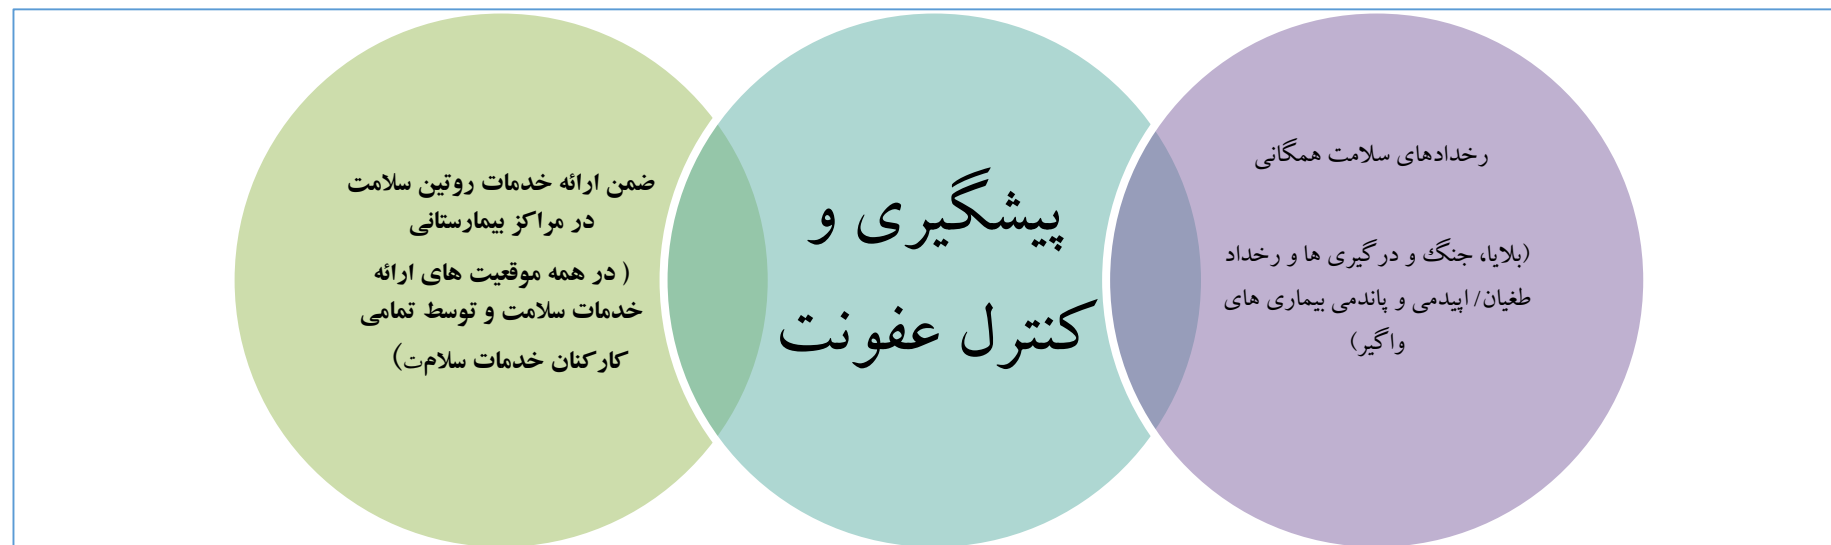 رخدادهای سلامت همگانی
(بلایا، جنگ و درگیری ها و رخداد
طغیان/ اپیدمی و پاندمی بیماری های
واگیر)
پیشگیری و
کنترل عفونت
ضمن ارائه خدمات روتین سلامت
در مراکز بیمارستانی
( در همه موقعیت های ارائه
خدمات سلامت و توسط تمامی
کارکنان خدمات سلامت)